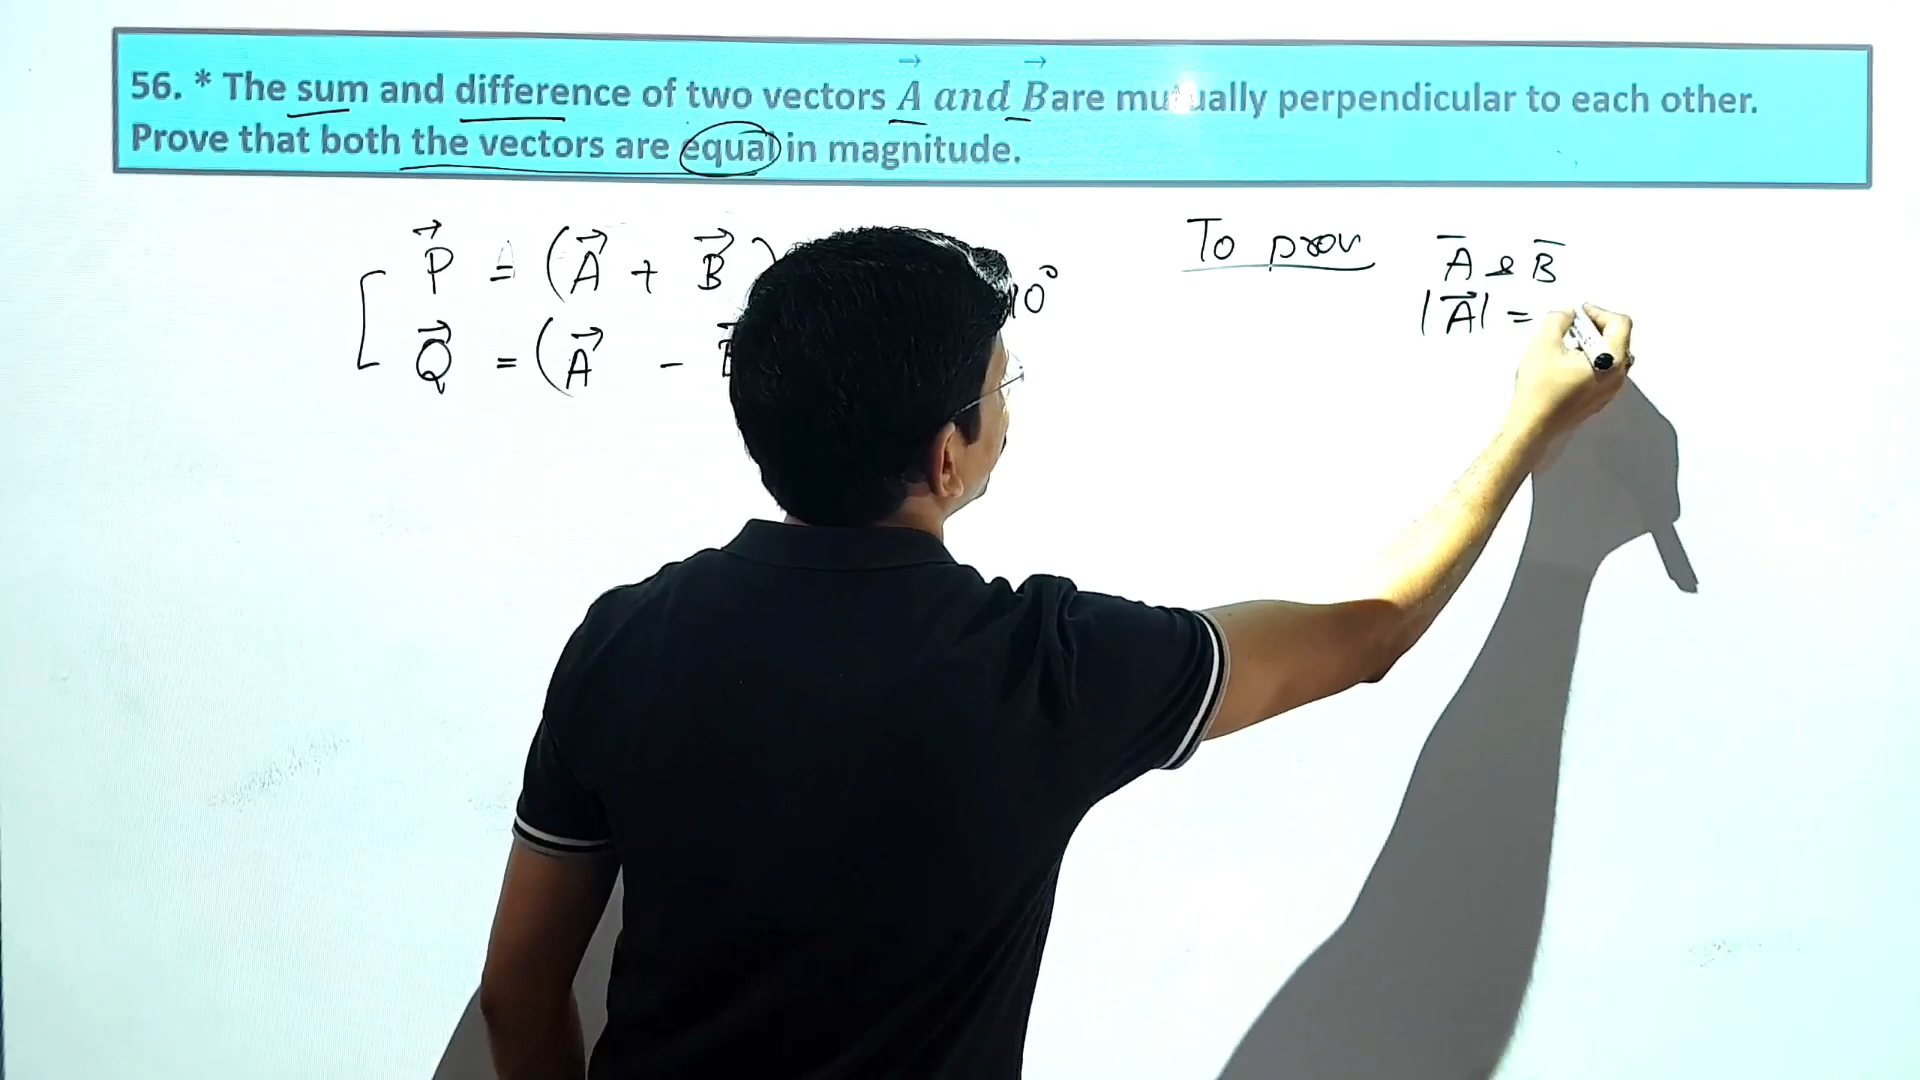 56. * The sum and difference of two vectors A⃗ and B⃗ are mutually perpendicular to each other.
Prove that both the vectors are equal in magnitude.
P⃗ = (A⃗ + B⃗)
Q⃗ = (A⃗ -
0°
To prov A̅ & B̅
|A⃗| =